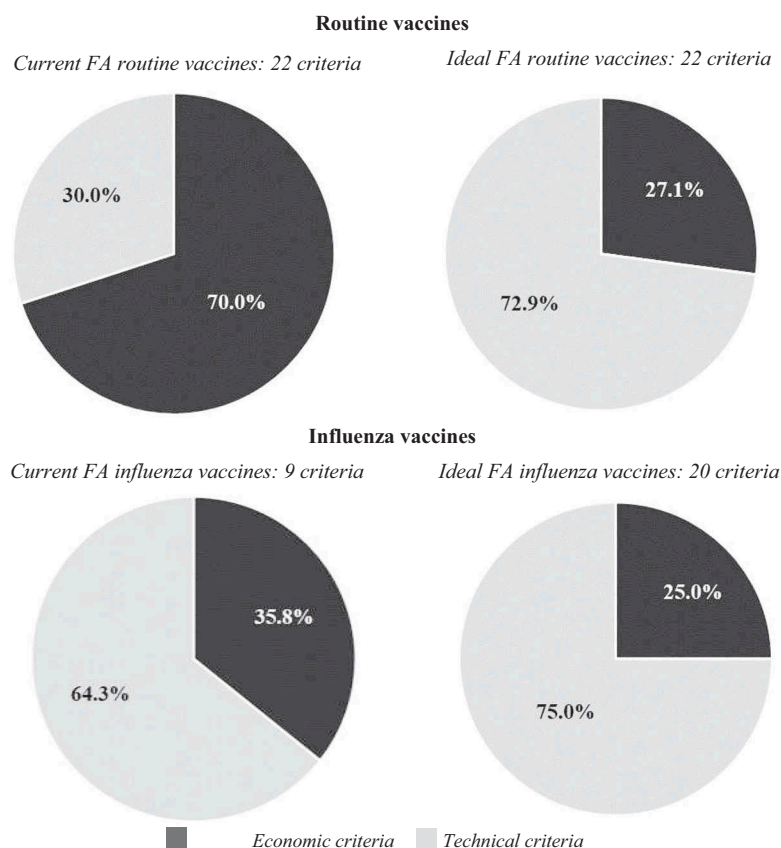 Routine vaccines
Current FA routine vaccines: 22 criteria
Ideal FA routine vaccines: 22 criteria
30.0%
70.0%
27.1%
72.9%
Influenza vaccines
Current FA influenza vaccines: 9 criteria
Ideal FA influenza vaccines: 20 criteria
35.8%
64.3%
25.0%
75.0%
Economic criteria
Technical criteria